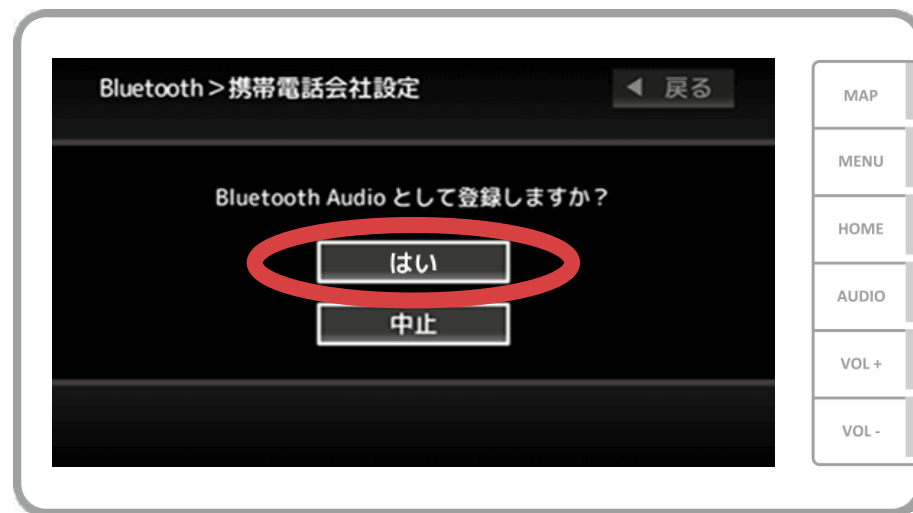 Bluetooth > 携帯電話会社設定
◀ 戻る
Bluetooth Audio として登録しますか？
はい
中止
MAP
MENU
HOME
AUDIO
VOL +
VOL -